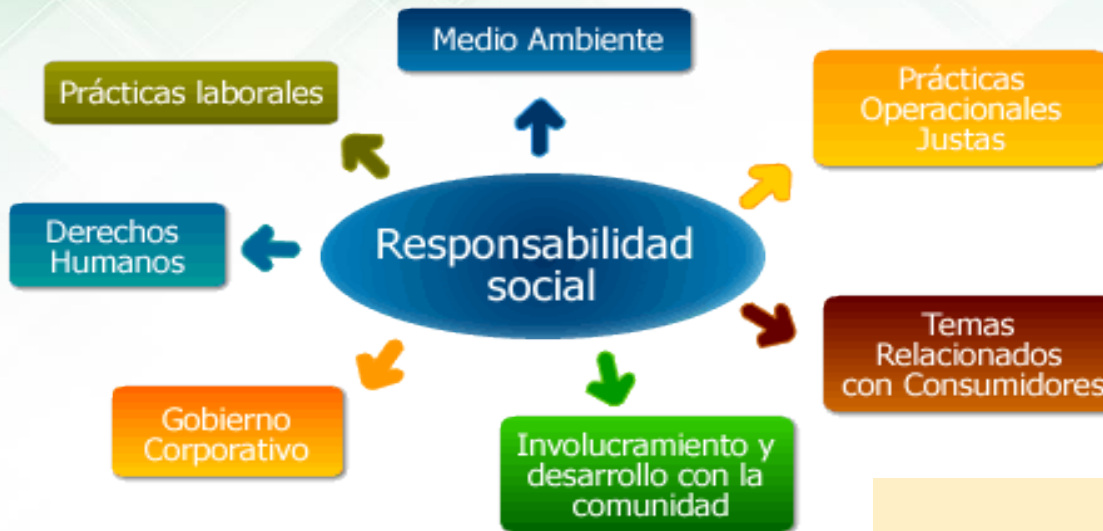 Medio Ambiente
Prácticas laborales
Prácticas
Operacionales
Justas
Derechos
Humanos
Responsabilidad
social
Temas
Relacionados
con Consumidores
Gobierno
Corporativo
Involucramiento y
desarrollo con la
comunidad